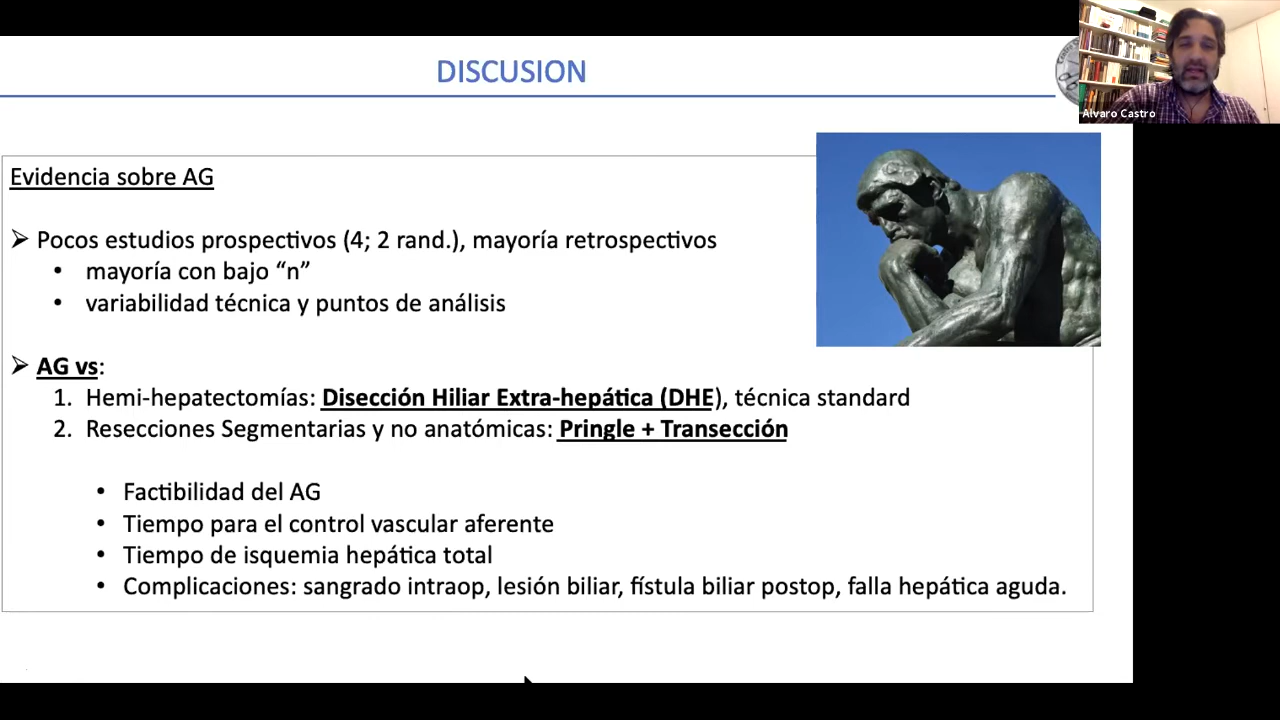 DISCUSION
Alvaro Castro
Evidencia sobre AG
➢ Pocos estudios prospectivos (4; 2 rand.), mayoría retrospectivos
• mayoría con bajo “n”
• variabilidad técnica y puntos de análisis
➢ AG vs:
1. Hemi-hepatectomías: Disección Hiliar Extra-hepática (DHE), técnica standard
2. Resecciones Segmentarias y no anatómicas: Pringle + Transección
• Factibilidad del AG
• Tiempo para el control vascular aferente
• Tiempo de isquemia hepática total
• Complicaciones: sangrado intraop, lesión biliar, fístula biliar postop, falla hepática aguda.